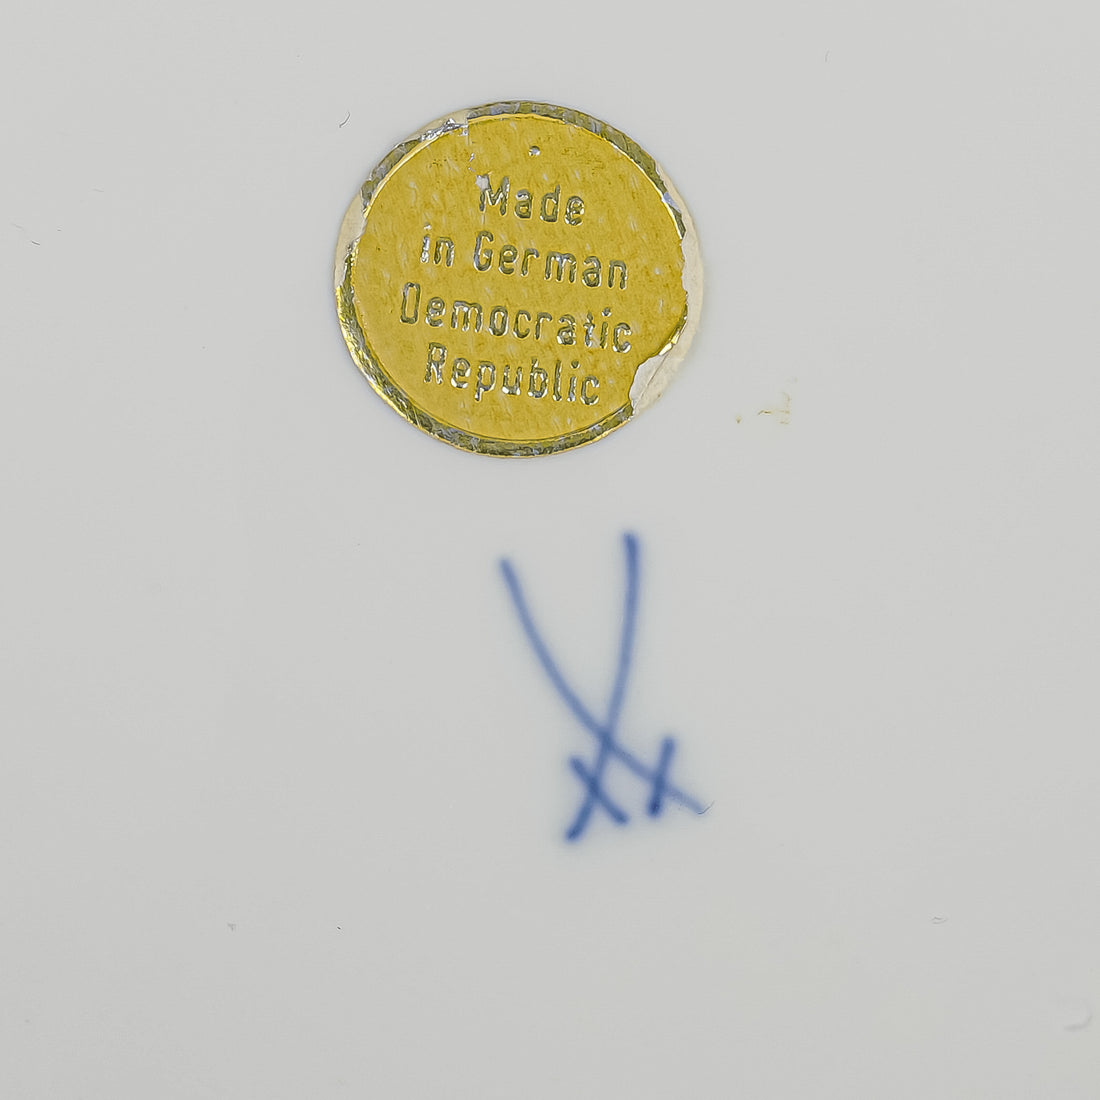 Made
in German
Democratic
Republic